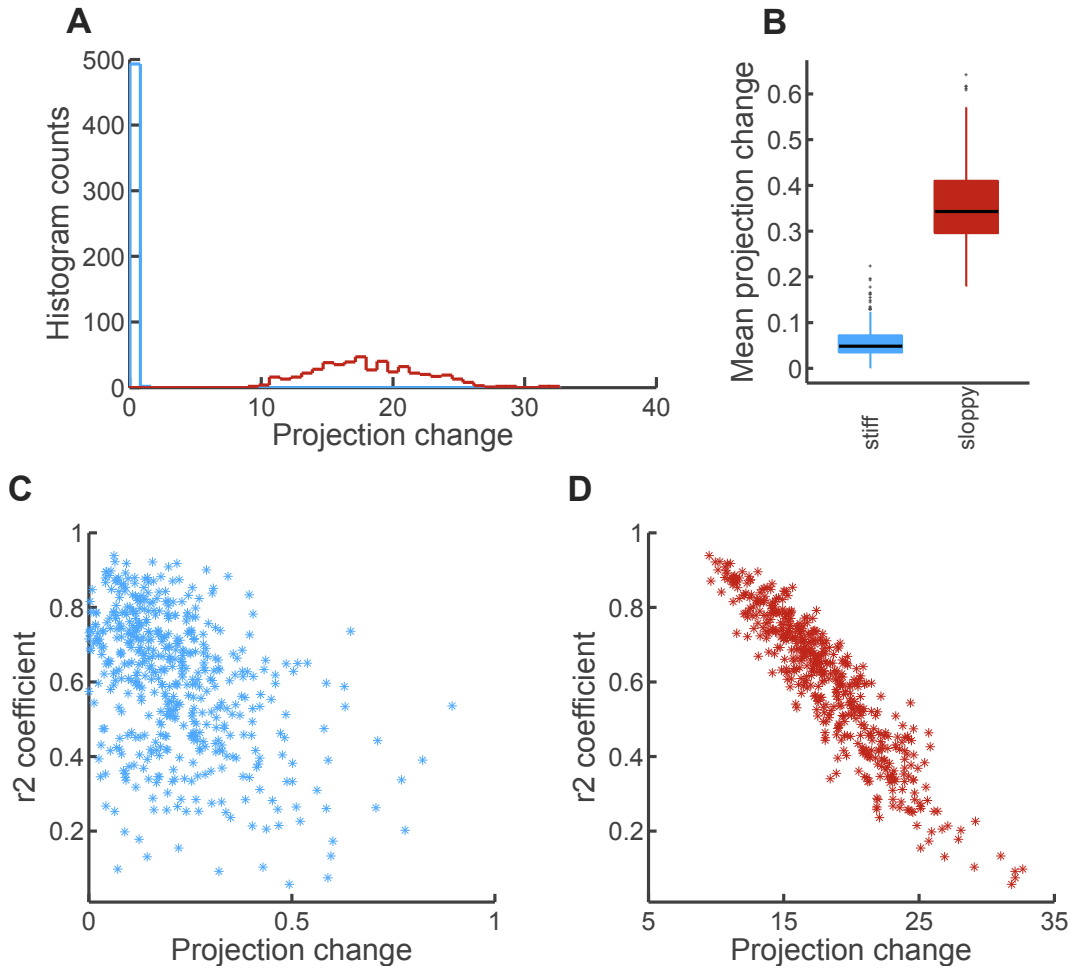 A
Histogram counts
500
400
300
200
100
0
0 10 20 30 40
Projection change
B
Mean projection change
0.6
0.5
0.4
0.3
0.2
0.1
0
stiff
sloppy
C
r2 coefficient
1
0.8
0.6
0.4
0.2
0 0.5 1
Projection change
D
r2 coefficient
1
0.8
0.6
0.4
0.2
5 15 25 35
Projection change